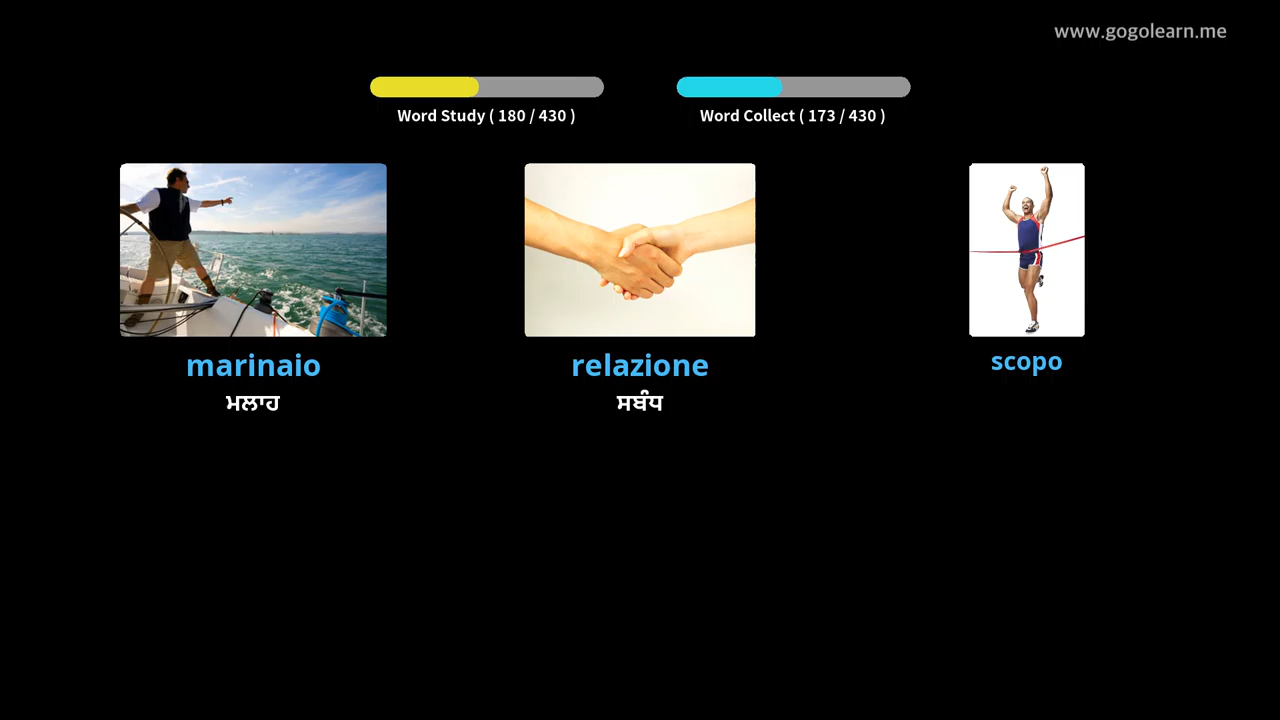 www.gogolearn.me
Word Study ( 180 / 430 )
Word Collect ( 173 / 430 )
marinaio
relazione
scopo
ਮਲਾਹ
ਸਬੰਧ